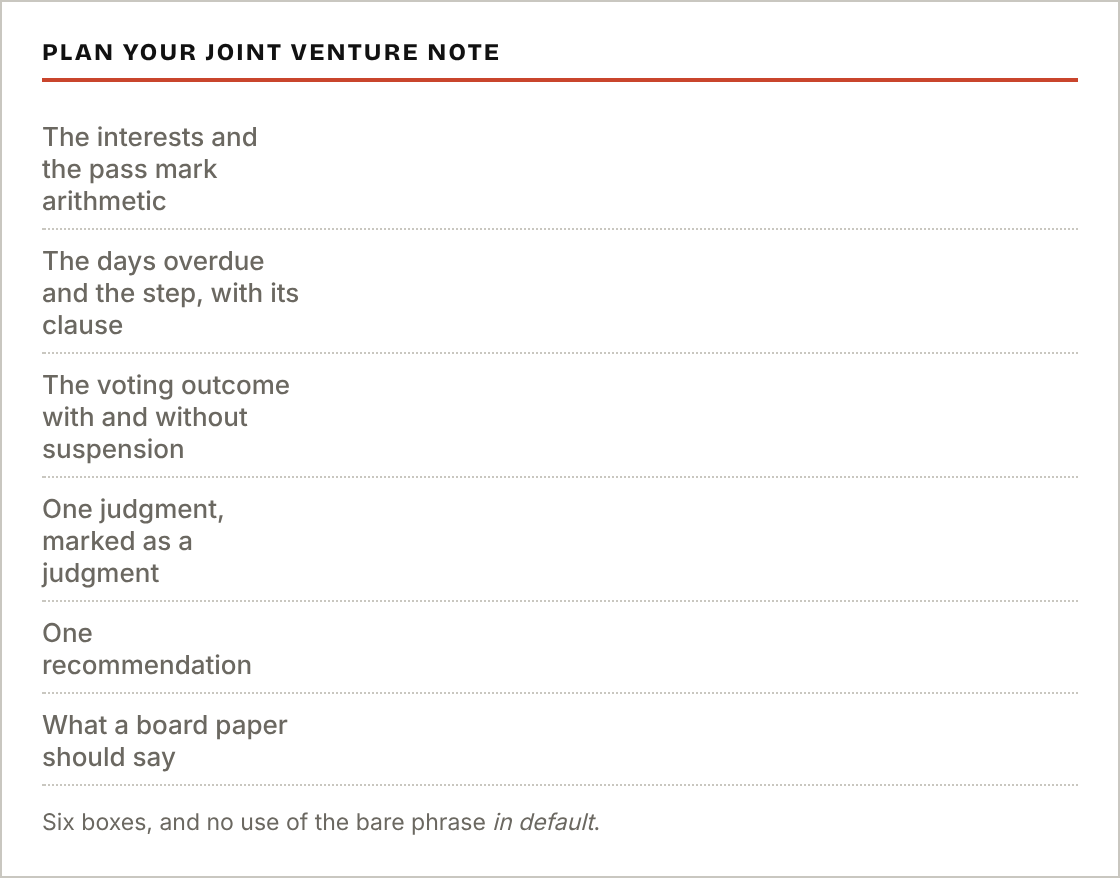 PLAN YOUR JOINT VENTURE NOTE
The interests and
the pass mark
arithmetic
The days overdue
and the step, with its
clause
The voting outcome
with and without
suspension
One judgment,
marked as a
judgment
One
recommendation
What a board paper
should say
Six boxes, and no use of the bare phrase in default.